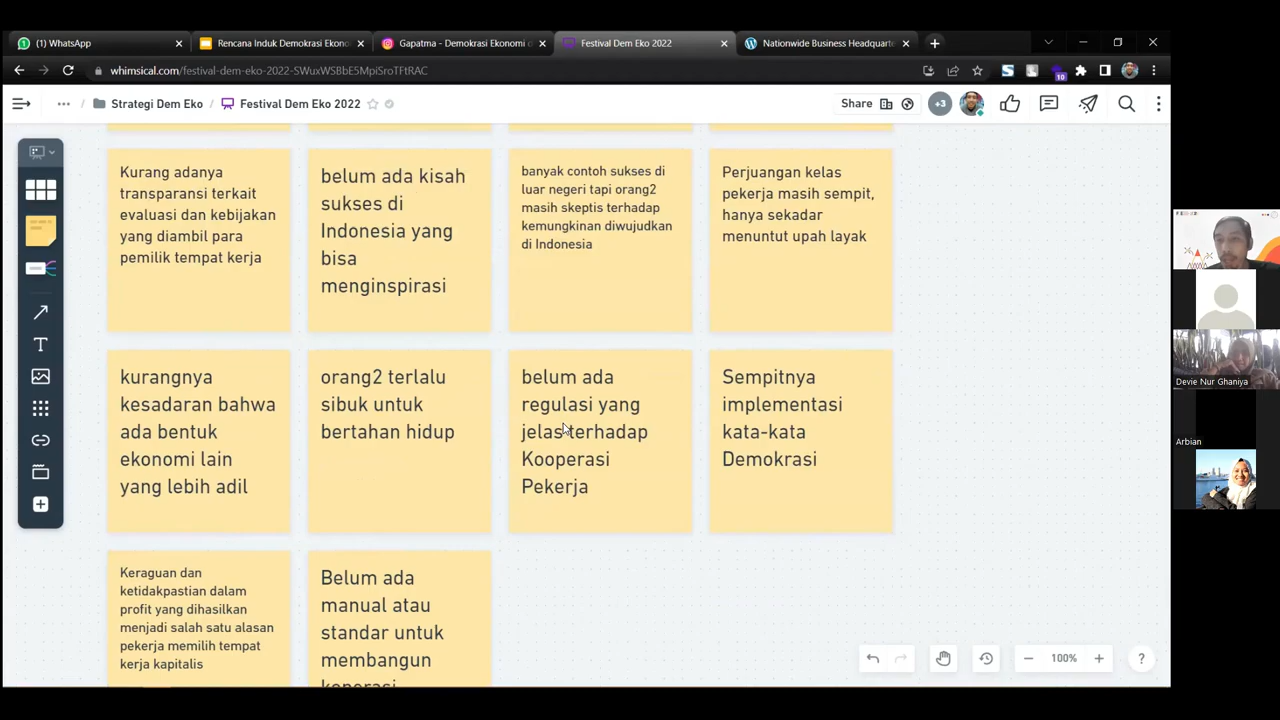 (1) WhatsApp
Rencana Induk Demokrasi Ekono
Gapatma - Demokrasi Ekonomi o
Festival Dem Eko 2022
Nationwide Business Headquarte
whimsical.com/festival-dem-eko-2022-SWuxWSBbE5MpiSroTFtRAC
10
Strategi Dem Eko / Festival Dem Eko 2022
Share
+3
Kurang adanya
transparansi terkait
evaluasi dan kebijakan
yang diambil para
pemilik tempat kerja
belum ada kisah
sukses di
Indonesia yang
bisa
menginspirasi
banyak contoh sukses di
luar negeri tapi orang2
masih skeptis terhadap
kemungkinan diwujudkan
di Indonesia
Perjuangan kelas
pekerja masih sempit,
hanya sekadar
menuntut upah layak
kurangnya
kesadaran bahwa
ada bentuk
ekonomi lain
yang lebih adil
orang2 terlalu
sibuk untuk
bertahan hidup
belum ada
regulasi yang
jelas terhadap
Kooperasi
Pekerja
Sempitnya
implementasi
kata-kata
Demokrasi
Keraguan dan
ketidakpastian dalam
profit yang dihasilkan
menjadi salah satu alasan
pekerja memilih tempat
kerja kapitalis
Belum ada
manual atau
standar untuk
membangun
koperasi
100%
?
Devie Nur Ghaniya
Arbian